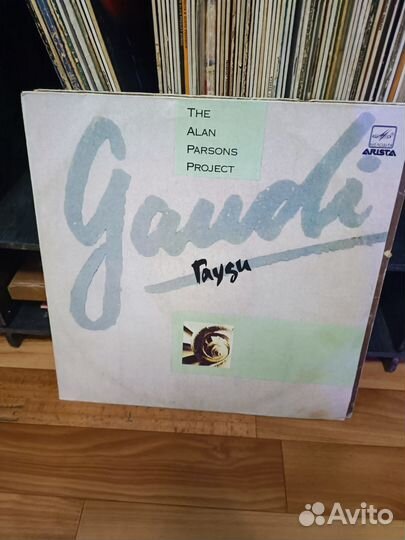 THE
ALAN
PARSONS
PROJECT
ARISTA
gaudi
Гауди
Avito